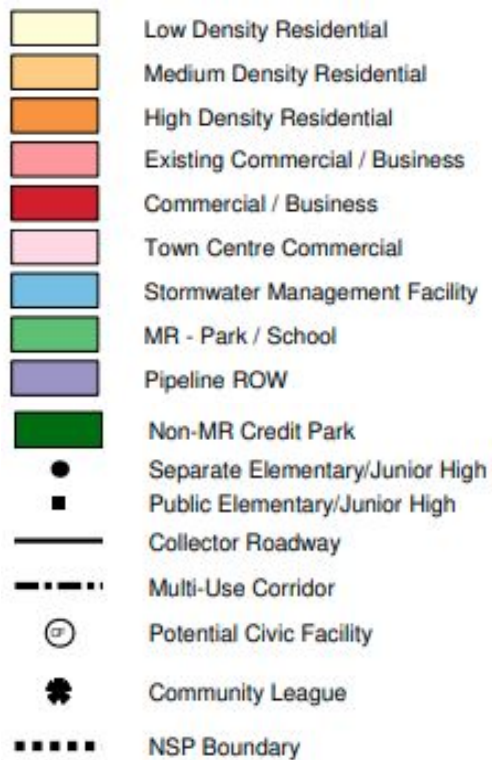 Low Density Residential
Medium Density Residential
High Density Residential
Existing Commercial / Business
Commercial / Business
Town Centre Commercial
Stormwater Management Facility
MR - Park / School
Pipeline ROW
Non-MR Credit Park
Separate Elementary/Junior High
Public Elementary/Junior High
Collector Roadway
Multi-Use Corridor
CF Potential Civic Facility
Community League
NSP Boundary